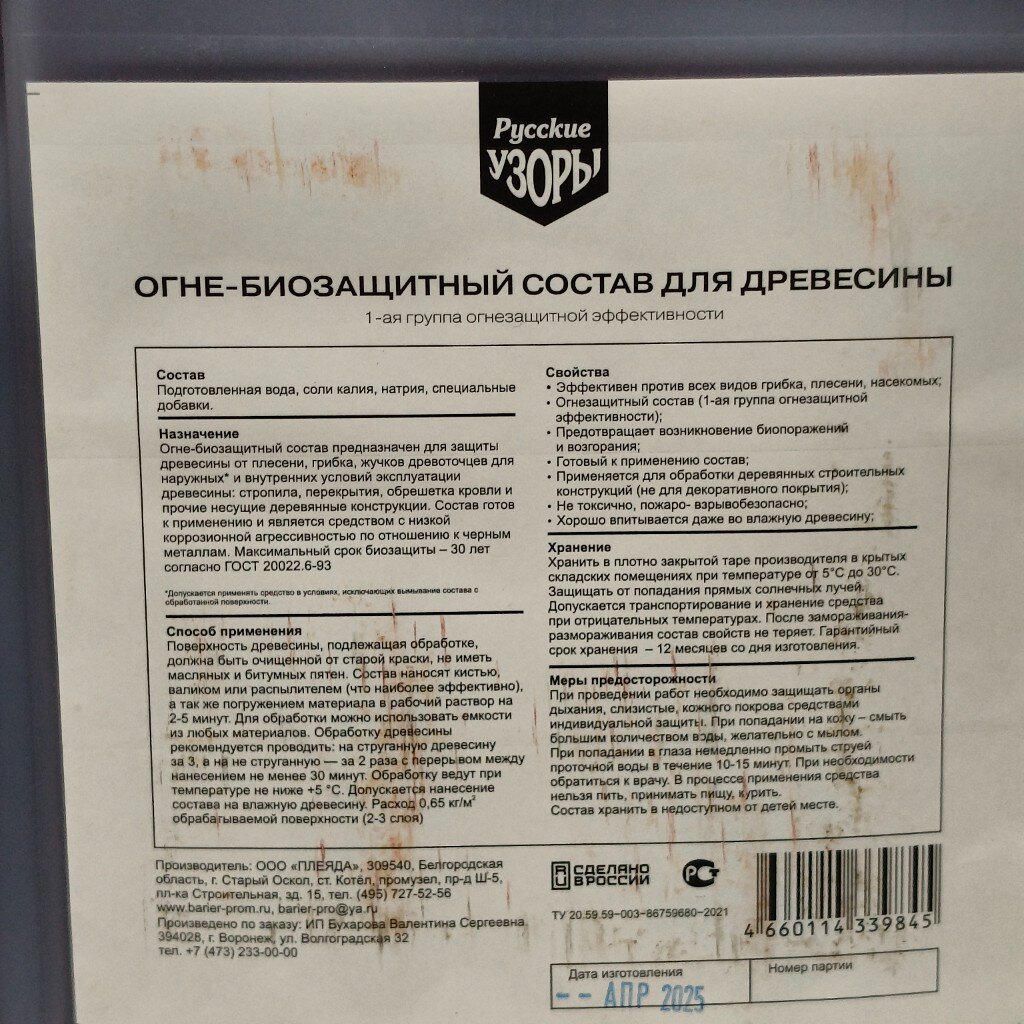 Русские
УЗОРЫ
ОГНЕ-БИОЗАЩИТНЫЙ СОСТАВ ДЛЯ ДРЕВЕСИНЫ
1-ая группа огнезащитной эффективности
Состав
Подготовленная вода, соли калия, натрия, специальные
добавки.
Назначение
Огне-биозащитный состав предназначен для защиты
древесины от плесени, грибка, жучков древоточцев для
наружных* и внутренних условий эксплуатации
древесины: стропила, перекрытия, обрешетка кровли и
прочие несущие деревянные конструкции. Состав готов
к применению и является средством с низкой
коррозионной агрессивностью по отношению к черным
металлам. Максимальный срок биозащиты – 30 лет
согласно ГОСТ 20022.6-93
*Допускается применять средство в условиях, исключающих вымывание состава с
обработанной поверхности.
Способ применения
Поверхность древесины, подлежащая обработке,
должна быть очищенной от старой краски, не иметь
масляных и битумных пятен. Состав наносят кистью,
валиком или распылителем (что наиболее эффективно),
а так же погружением материала в рабочий раствор на
2-5 минут. Для обработки можно использовать емкости
из любых материалов. Обработку древесины
рекомендуется проводить: на струганную древесину
за 3, а на не струганную — за 2 раза с перерывом между
нанесением не менее 30 минут. Обработку ведут при
температуре не ниже +5 °С. Допускается нанесение
состава на влажную древесину. Расход 0,65 кг/м²
обрабатываемой поверхности (2-3 слоя)
Свойства
• Эффективен против всех видов грибка, плесени, насекомых;
• Огнезащитный состав (1-ая группа огнезащитной
эффективности);
• Предотвращает возникновение биопоражений
и возгорания;
• Готовый к применению состав;
• Применяется для обработки деревянных строительных
конструкций (не для декоративного покрытия);
• Не токсично, пожаро- взрывобезопасно;
• Хорошо впитывается даже во влажную древесину;
Хранение
Хранить в плотно закрытой таре производителя в крытых
складских помещениях при температуре от 5°С до 30°С.
Защищать от попадания прямых солнечных лучей.
Допускается транспортирование и хранение средства
при отрицательных температурах. После замораживания-
размораживания состав свойств не теряет. Гарантийный
срок хранения – 12 месяцев со дня изготовления.
Меры предосторожности
При проведении работ необходимо защищать органы
дыхания, слизистые, кожного покрова средствами
индивидуальной защиты. При попадании на кожу – смыть
большим количеством воды, желательно с мылом.
При попадании в глаза немедленно промыть струей
проточной воды в течение 10-15 минут. При необходимости
обратиться к врачу. В процессе применения средства
нельзя пить, принимать пищу, курить.
Состав хранить в недоступном от детей месте.
Производитель: ООО «ПЛЕЯДА», 309540, Белгородская
область, г. Старый Оскол, ст. Котёл, промузел, пр-д Ш-5,
пл-ка Строительная, зд. 15, тел. (495) 727-52-56
www.barier-prom.ru, barier-pro@ya.ru
Произведено по заказу: ИП Бухарова Валентина Сергеевна
394028, г. Воронеж, ул. Волгоградская 32
тел. +7 (473) 233-00-00
СДЕЛАНО
В РОССИИ
РСТ
ТУ 20.59.59-003-86759680-2021
4 660114 339845
Дата изготовления
-- АПР 2025
Номер партии